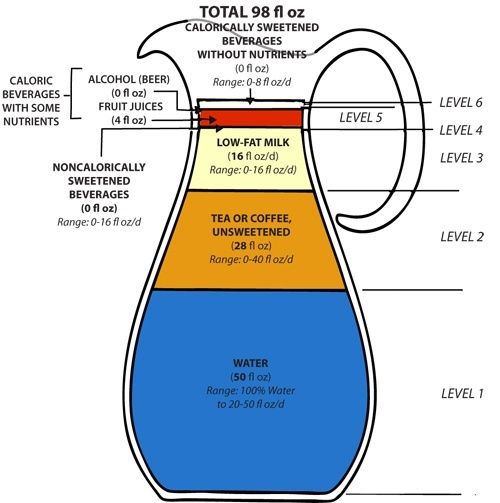 TOTAL 98 fl oz
CALORICALLY SWEETENED
BEVERAGES
WITHOUT NUTRIENTS
(0 fl oz)
Range: 0-8 fl oz/d
CALORIC
BEVERAGES
WITH SOME
NUTRIENTS
ALCOHOL (BEER)
(0 fl oz)
FRUIT JUICES
(4 fl oz)
LEVEL 6
LEVEL 5
LEVEL 4
LOW-FAT MILK
(16 fl oz/d)
Range: 0-16 fl oz/d)
LEVEL 3
NONCALORICALLY
SWEETENED
BEVERAGES
(0 fl oz)
Range: 0-16 fl oz/d
TEA OR COFFEE,
UNSWEETENED
(28 fl oz)
Range: 0-40 fl oz/d
LEVEL 2
WATER
(50 fl oz)
Range: 100% Water
to 20-50 fl oz/d
LEVEL 1